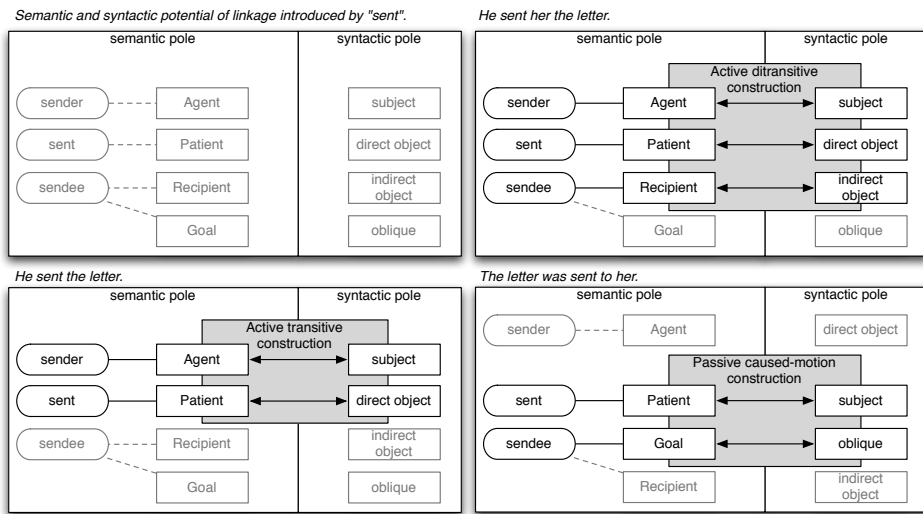 Semantic and syntactic potential of linkage introduced by "sent".
semantic pole syntactic pole
sender Agent subject
sent Patient direct object
sendee Recipient indirect
object
Goal oblique
He sent her the letter.
semantic pole syntactic pole
Active ditransitive
construction
sender Agent subject
sent Patient direct object
sendee Recipient indirect
object
Goal oblique
He sent the letter.
semantic pole syntactic pole
Active transitive
construction
sender Agent subject
sent Patient direct object
sendee Recipient indirect
object
Goal oblique
The letter was sent to her.
semantic pole syntactic pole
sender Agent direct object
Passive caused-motion
construction
sent Patient subject
sendee Goal oblique
Recipient indirect
object